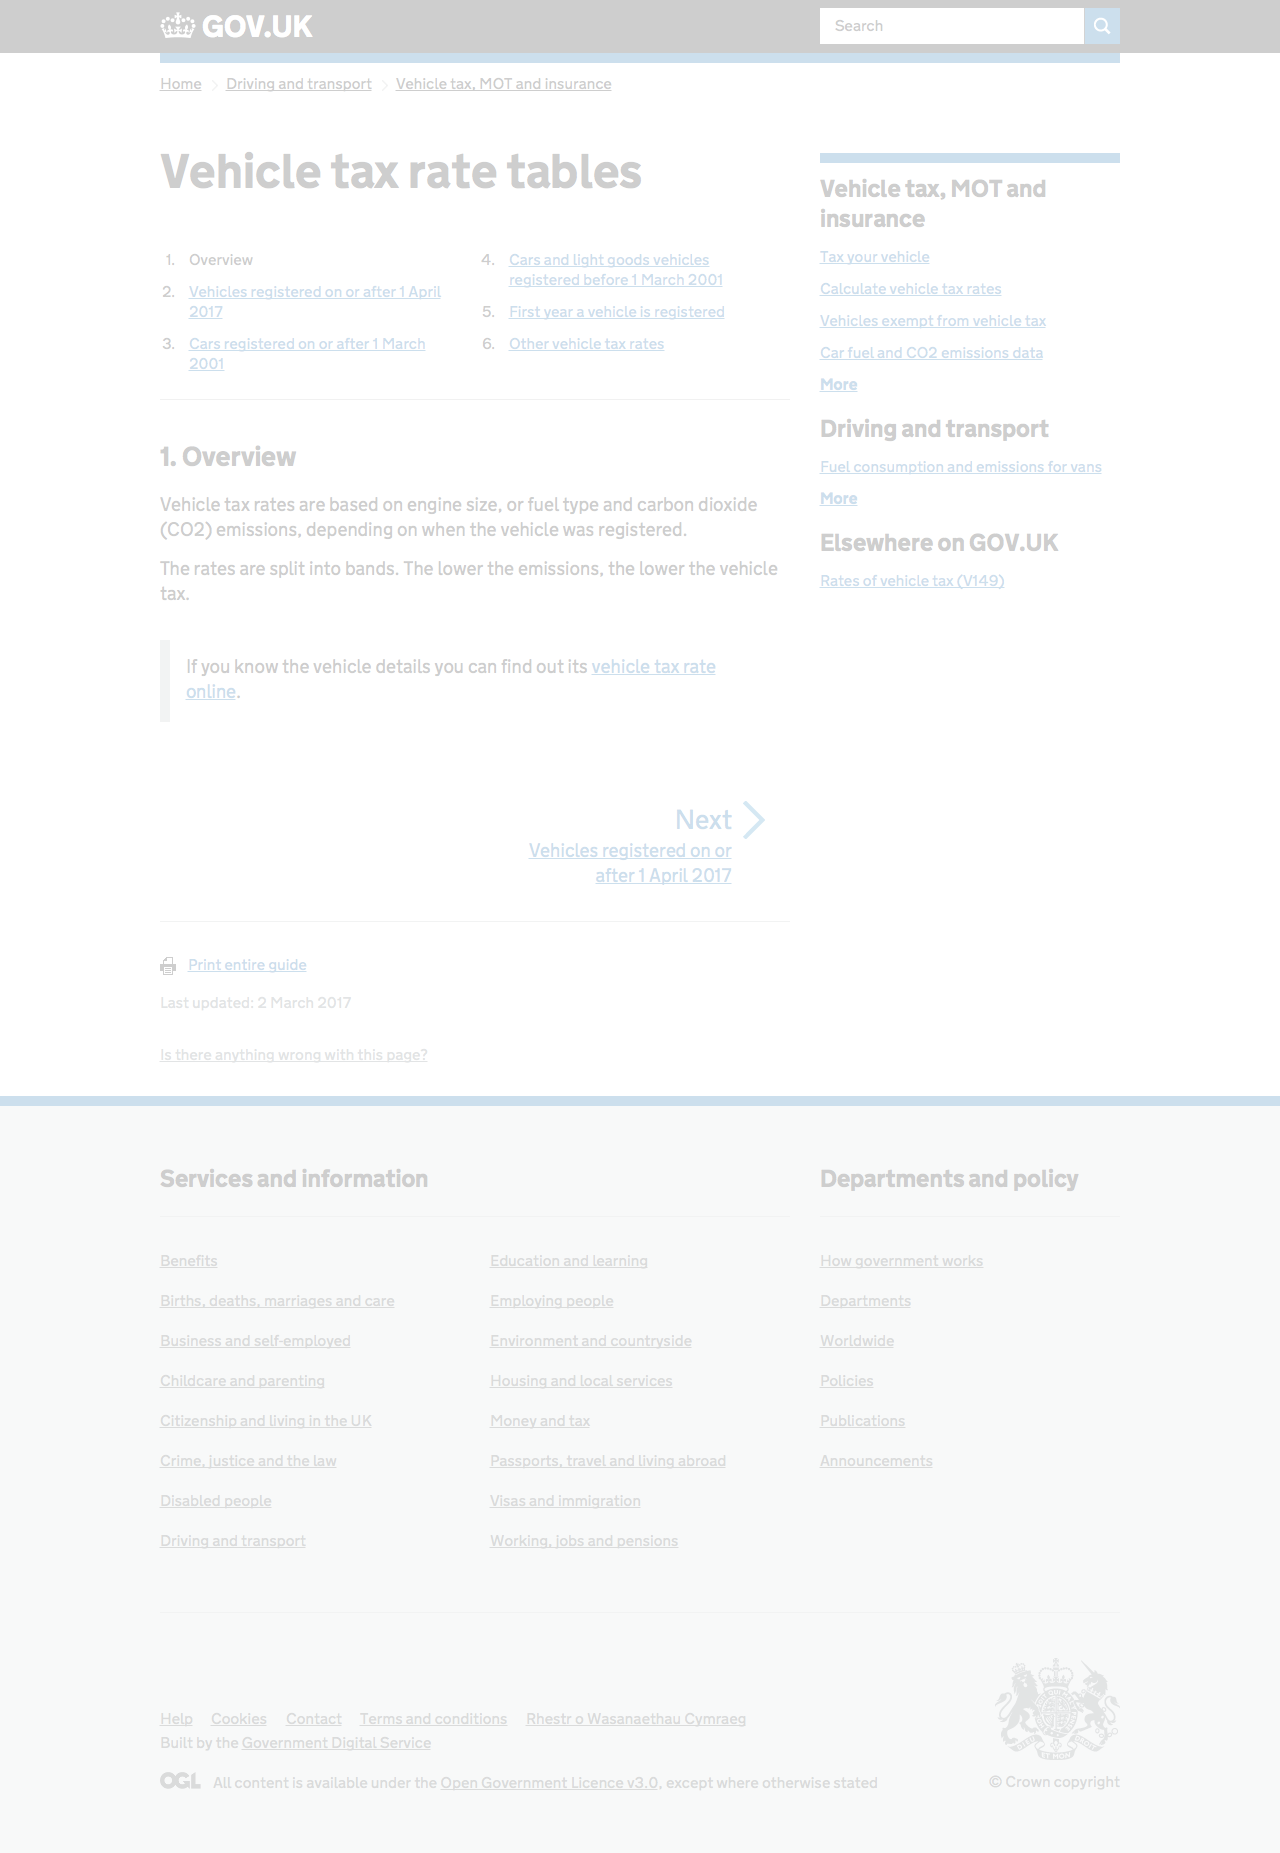 GOV.UK
Search
Home
Driving and transport
Vehicle tax, MOT and insurance
Vehicle tax rate tables
1. Overview
2. Vehicles registered on or after 1 April
2017
3. Cars registered on or after 1 March
2001
4. Cars and light goods vehicles
registered before 1 March 2001
5. First year a vehicle is registered
6. Other vehicle tax rates
1. Overview
Vehicle tax rates are based on engine size, or fuel type and carbon dioxide
(CO2) emissions, depending on when the vehicle was registered.
The rates are split into bands. The lower the emissions, the lower the vehicle
tax.
If you know the vehicle details you can find out its vehicle tax rate
online.
Next
Vehicles registered on or
after 1 April 2017
Print entire guide
Last updated: 2 March 2017
Is there anything wrong with this page?
Vehicle tax, MOT and
insurance
Tax your vehicle
Calculate vehicle tax rates
Vehicles exempt from vehicle tax
Car fuel and CO2 emissions data
More
Driving and transport
Fuel consumption and emissions for vans
More
Elsewhere on GOV.UK
Rates of vehicle tax (V149)
Services and information
Benefits
Births, deaths, marriages and care
Business and self-employed
Childcare and parenting
Citizenship and living in the UK
Crime, justice and the law
Disabled people
Driving and transport
Education and learning
Employing people
Environment and countryside
Housing and local services
Money and tax
Passports, travel and living abroad
Visas and immigration
Working, jobs and pensions
Departments and policy
How government works
Departments
Worldwide
Policies
Publications
Announcements
Help
Cookies
Contact
Terms and conditions
Rhestr o Wasanaethau Cymraeg
Built by the Government Digital Service
OGL
All content is available under the Open Government Licence v3.0, except where otherwise stated
© Crown copyright